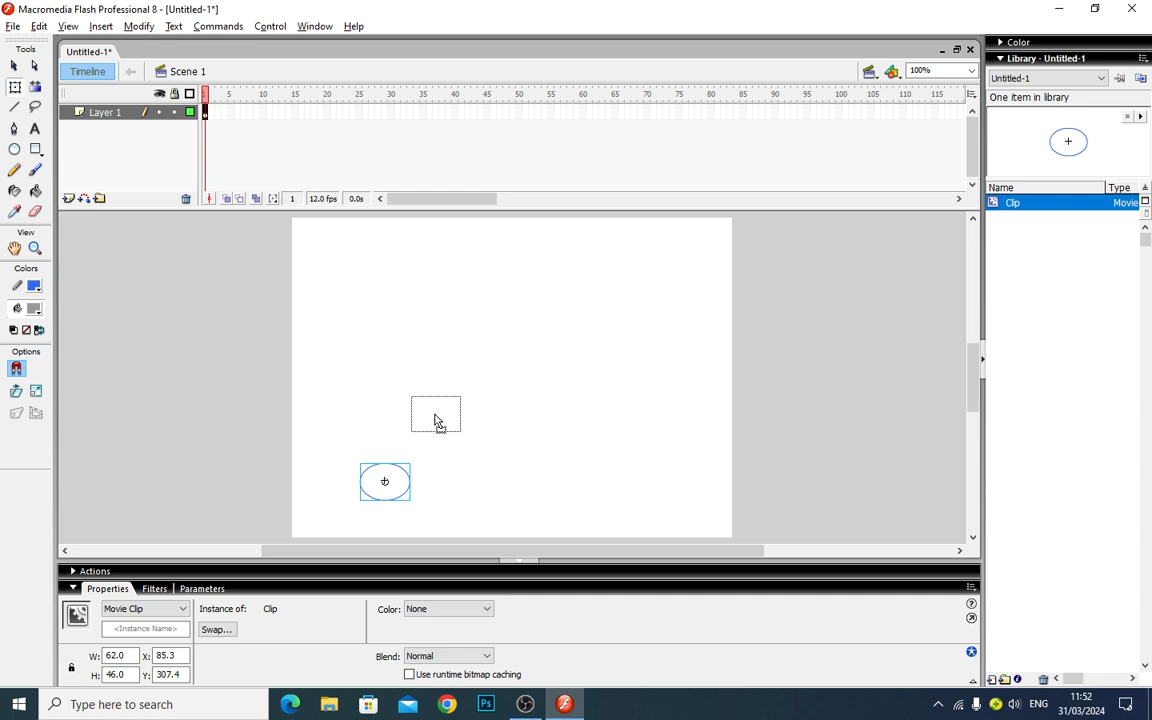 Macromedia Flash Professional 8 - [Untitled-1*]
File Edit View Insert Modify Text Commands Control Window Help
Tools
Untitled-1*
Timeline Scene 1 100%
5 10 15 20 25 30 35 40 45 50 55 60 65 70 75 80 85 90 95 100 105 110 115
Layer 1
1 12.0 fps 0.0s
View
Colors
Options
Color
Library - Untitled-1
Untitled-1
One item in library
Name Type
Clip Movie
Actions
Properties Filters Parameters
Movie Clip Instance of: Clip Color: None
<Instance Name> Swap...
W: 62.0 X: 85.3 Blend: Normal
H: 46.0 Y: 307.4 Use runtime bitmap caching
Type here to search
Ps
ENG
11:52
31/03/2024